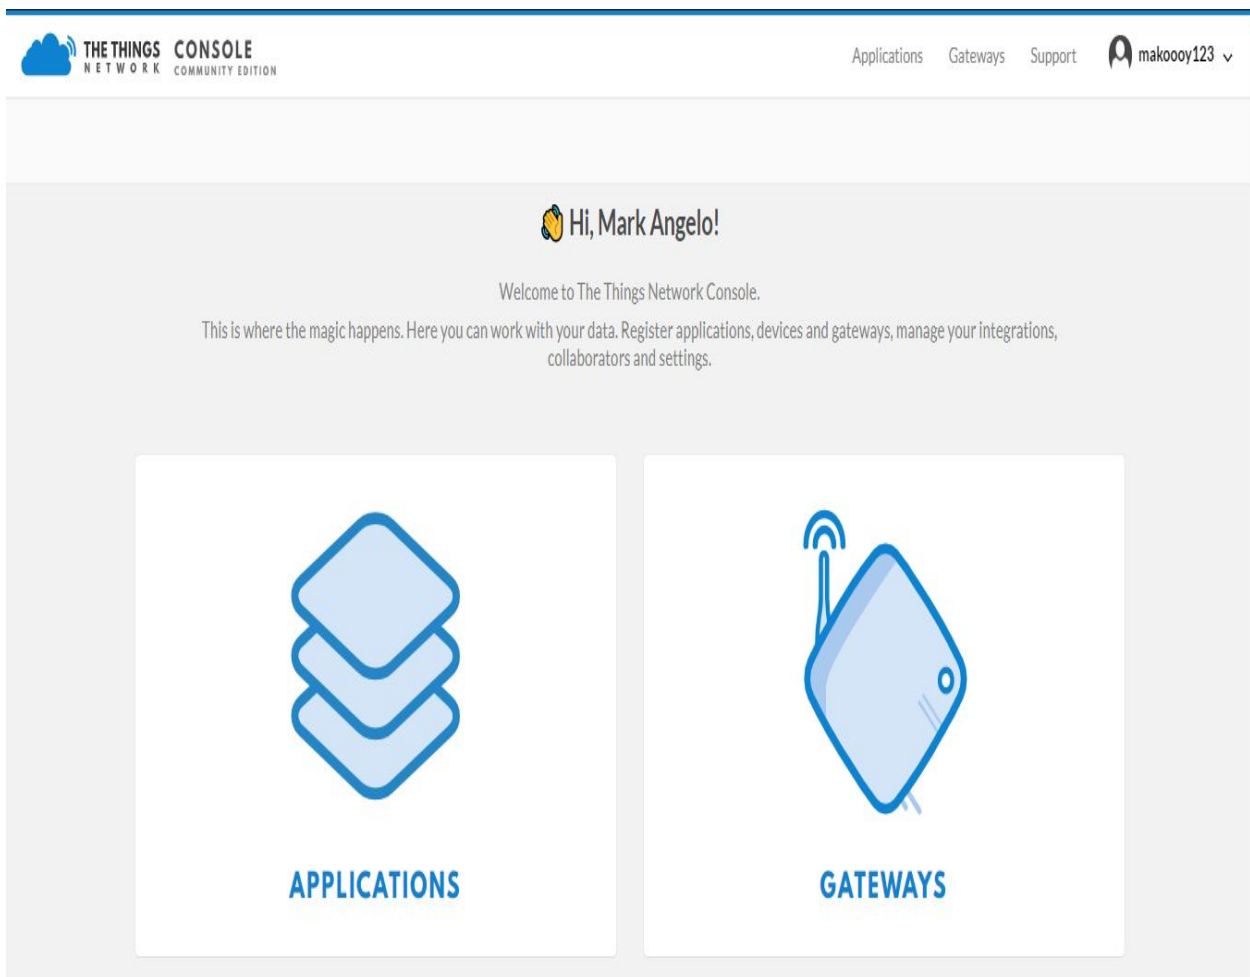 THE THINGS NETWORK CONSOLE COMMUNITY EDITION
Applications Gateways Support makoooy123
👋 Hi, Mark Angelo!
Welcome to The Things Network Console.
This is where the magic happens. Here you can work with your data. Register applications, devices and gateways, manage your integrations,
collaborators and settings.
APPLICATIONS
GATEWAYS